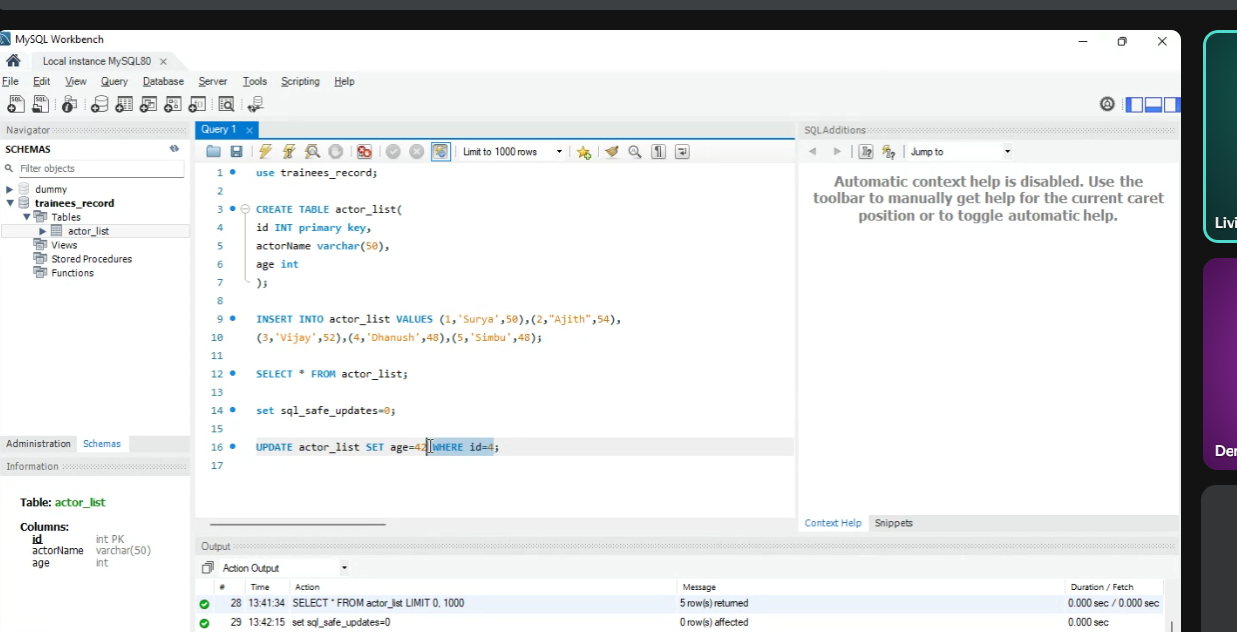 MySQL Workbench
Local instance MySQL80
File Edit View Query Database Server Tools Scripting Help
Navigator
SCHEMAS
Filter objects
dummy
trainees_record
Tables
actor_list
Views
Stored Procedures
Functions
Administration Schemas
Information
Table: actor_list
Columns:
id int PK
actorName varchar(50)
age int
Query 1
Limit to 1000 rows
1 use trainees_record;
2
3 CREATE TABLE actor_list(
4 id INT primary key,
5 actorName varchar(50),
6 age int
7 );
8
9 INSERT INTO actor_list VALUES (1,'Surya',50),(2,"Ajith",54),
10 (3,'Vijay',52),(4,'Dhanush',48),(5,'Simbu',48);
11
12 SELECT * FROM actor_list;
13
14 set sql_safe_updates=0;
15
16 UPDATE actor_list SET age=42 WHERE id=4;
17
SQLAdditions
Jump to
Automatic context help is disabled. Use the
toolbar to manually get help for the current caret
position or to toggle automatic help.
Context Help Snippets
Output
Action Output
# Time Action Message Duration / Fetch
28 13:41:34 SELECT * FROM actor_list LIMIT 0, 1000 5 row(s) returned 0.000 sec / 0.000 sec
29 13:42:15 set sql_safe_updates=0 0 row(s) affected 0.000 sec
Livi